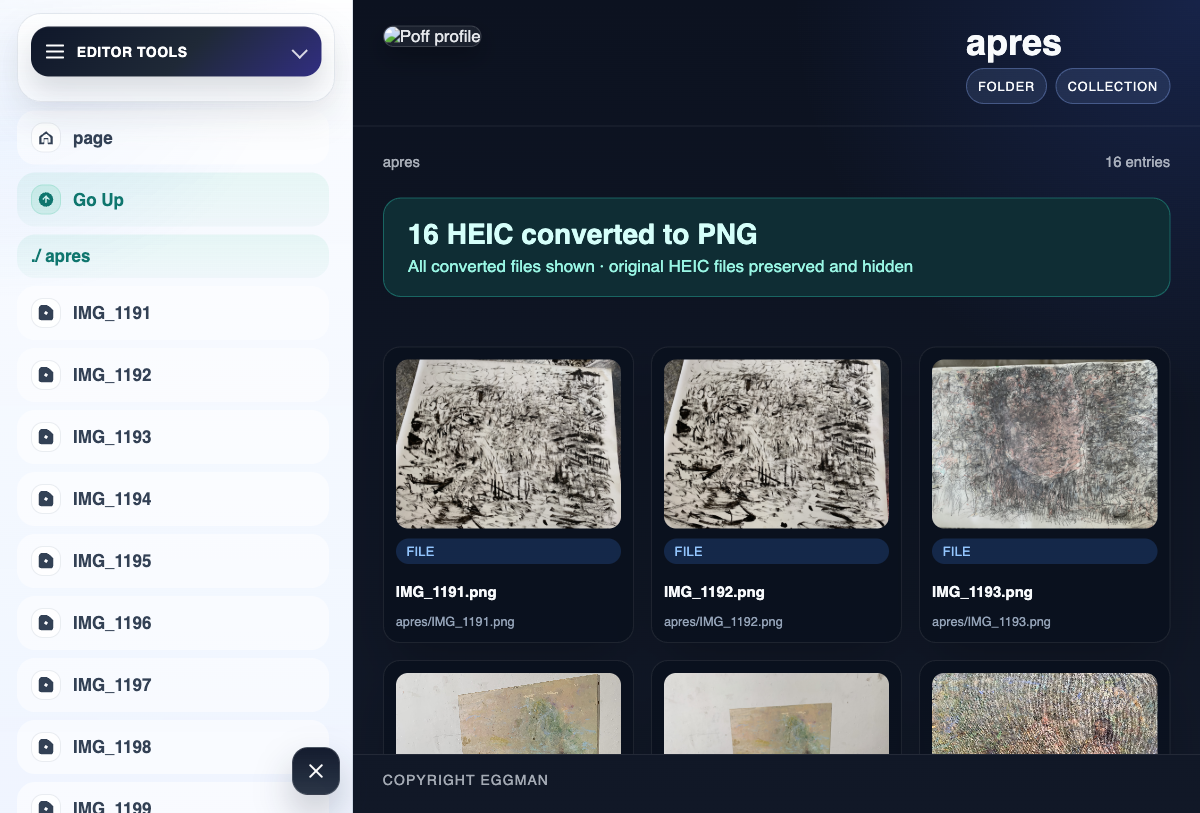 EDITOR TOOLS
page
Go Up
./ apres
IMG_1191
IMG_1192
IMG_1193
IMG_1194
IMG_1195
IMG_1196
IMG_1197
IMG_1198
IMG_1199
Poff profile
apres
FOLDER
COLLECTION
apres
16 entries
16 HEIC converted to PNG
All converted files shown · original HEIC files preserved and hidden
FILE
IMG_1191.png
apres/IMG_1191.png
FILE
IMG_1192.png
apres/IMG_1192.png
FILE
IMG_1193.png
apres/IMG_1193.png
COPYRIGHT EGGMAN